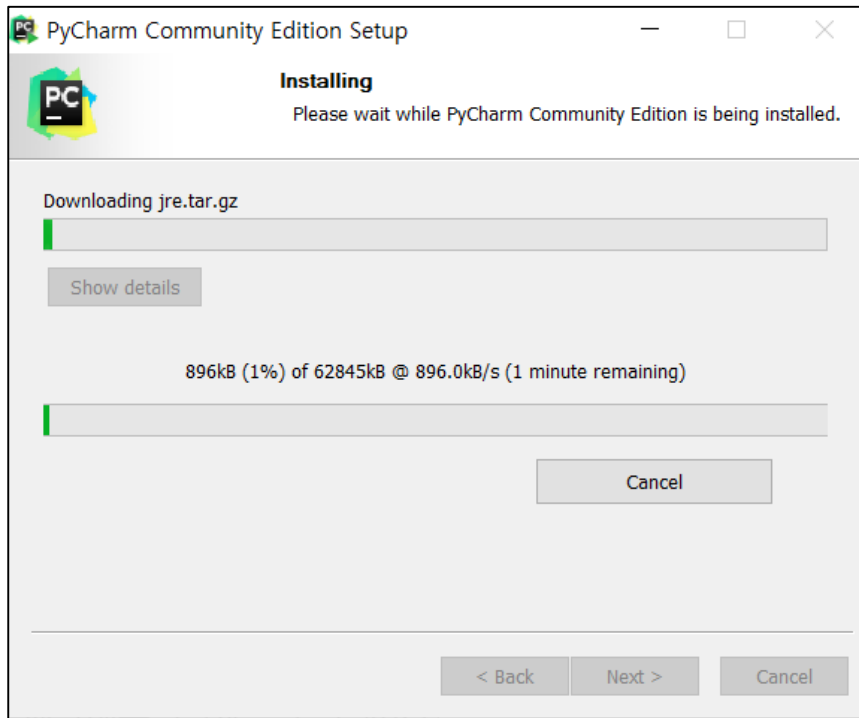 PyCharm Community Edition Setup
PC
Installing
Please wait while PyCharm Community Edition is being installed.
Downloading jre.tar.gz
Show details
896kB (1%) of 62845kB @ 896.0kB/s (1 minute remaining)
Cancel
< Back Next > Cancel